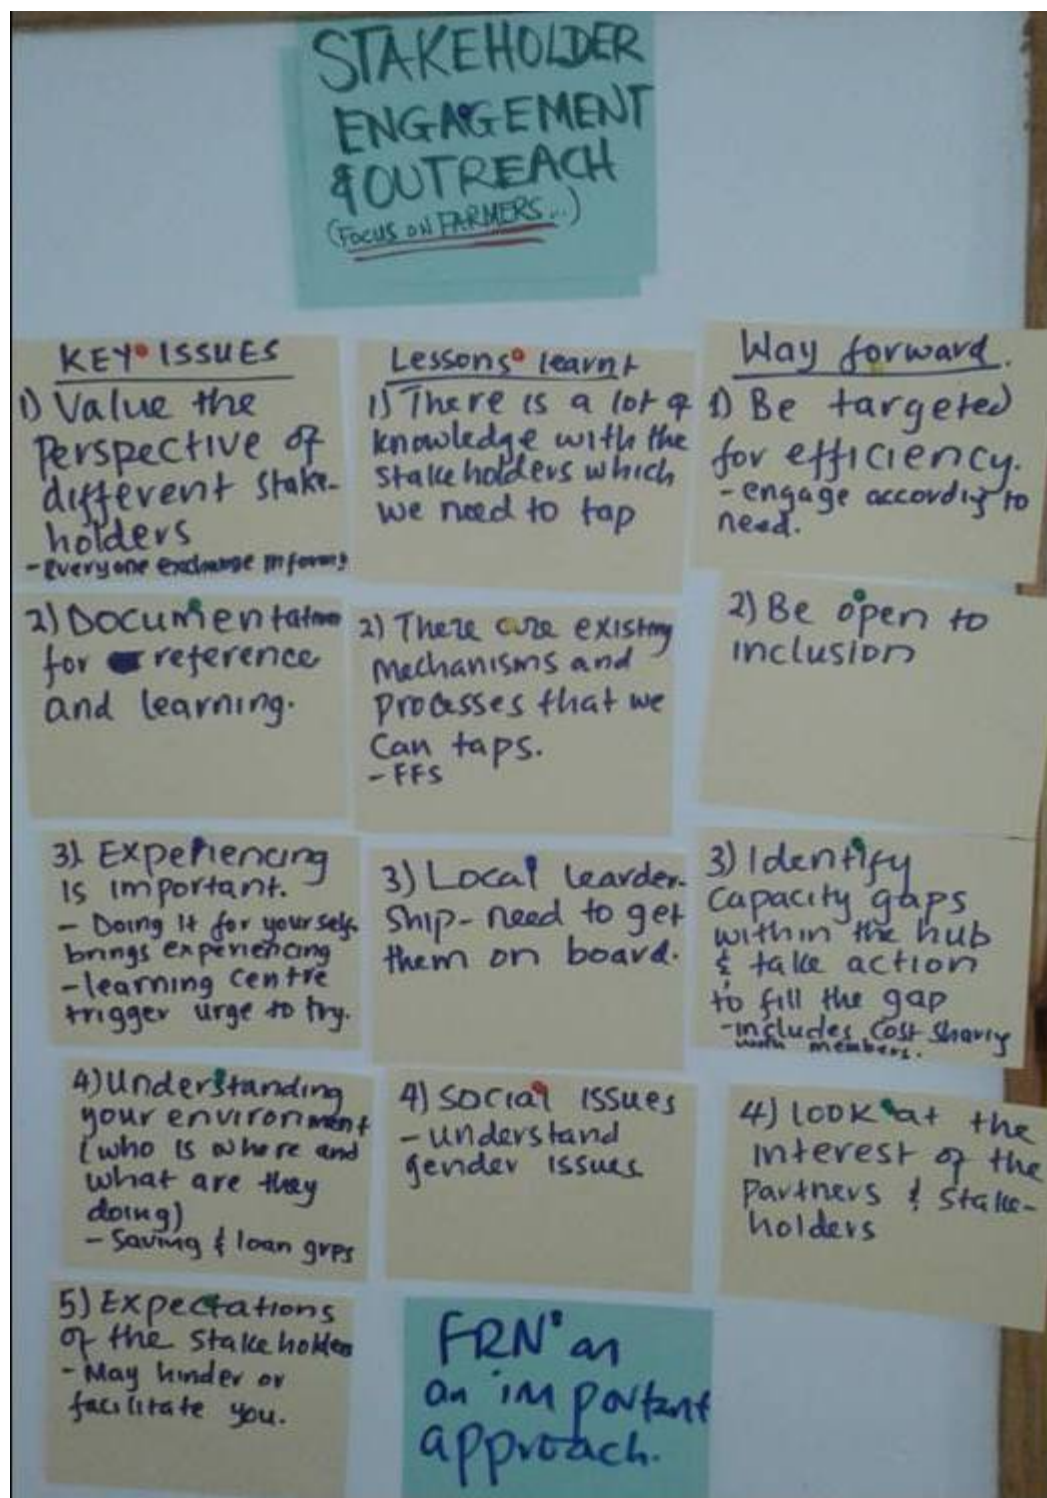 STAKEHOLDER
ENGAGEMENT
& OUTREACH
(FOCUS ON FARMERS...)
KEY ISSUES
1) Value the
Perspective of
different stake-
holders
- everyone exchange
2) Documentation
for reference
and learning.
3) Experiencing
is important.
- Doing it for yourself
brings experiencing
- learning centre
trigger urge to try.
4) Understanding
your environment
(who is where and
what are they
doing)
- Saving & loan grps
5) Expectations
of the stakeholder
- May hinder or
facilitate you.
Lessons learnt
1) There is a lot of
knowledge with the
stakeholders which
we need to tap
2) There are existing
mechanisms and
processes that we
can taps.
- FFS
3) Local Learder-
ship - need to get
them on board.
4) Social issues
- understand
gender issues
Way forward.
1) Be targeted
for efficiency.
- engage according to
need.
2) Be open to
inclusion
3) Identify
capacity gaps
within the hub
& take action
to fill the gap
- includes cost sharing
with members.
4) look at the
interest of the
partners & stake-
holders
FRN an
an important
approach.